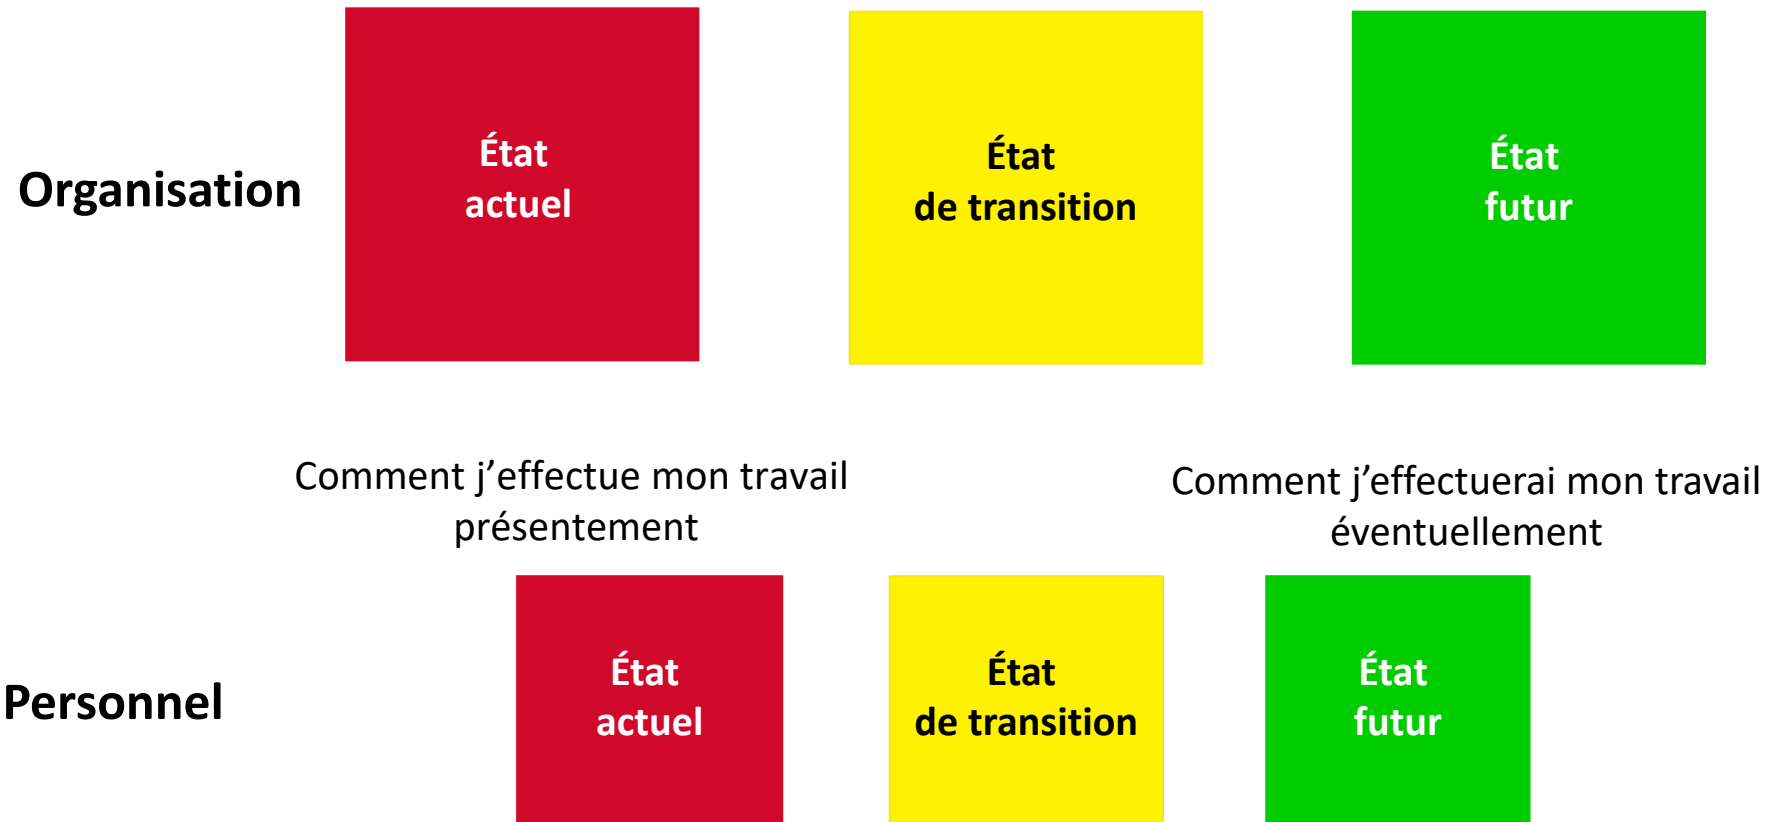 Organisation
État
actuel
État
de transition
État
futur
Comment j’effectue mon travail
présentement
Comment j’effectuerai mon travail
éventuellement
Personnel
État
actuel
État
de transition
État
futur